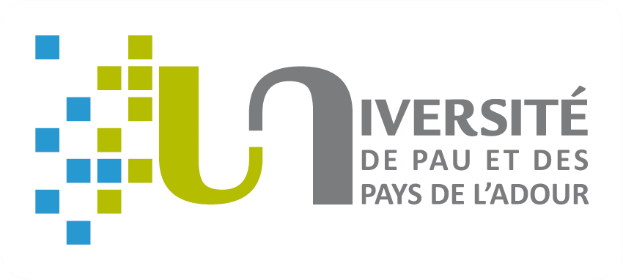 UNIVERSITÉ
DE PAU ET DES
PAYS DE L'ADOUR